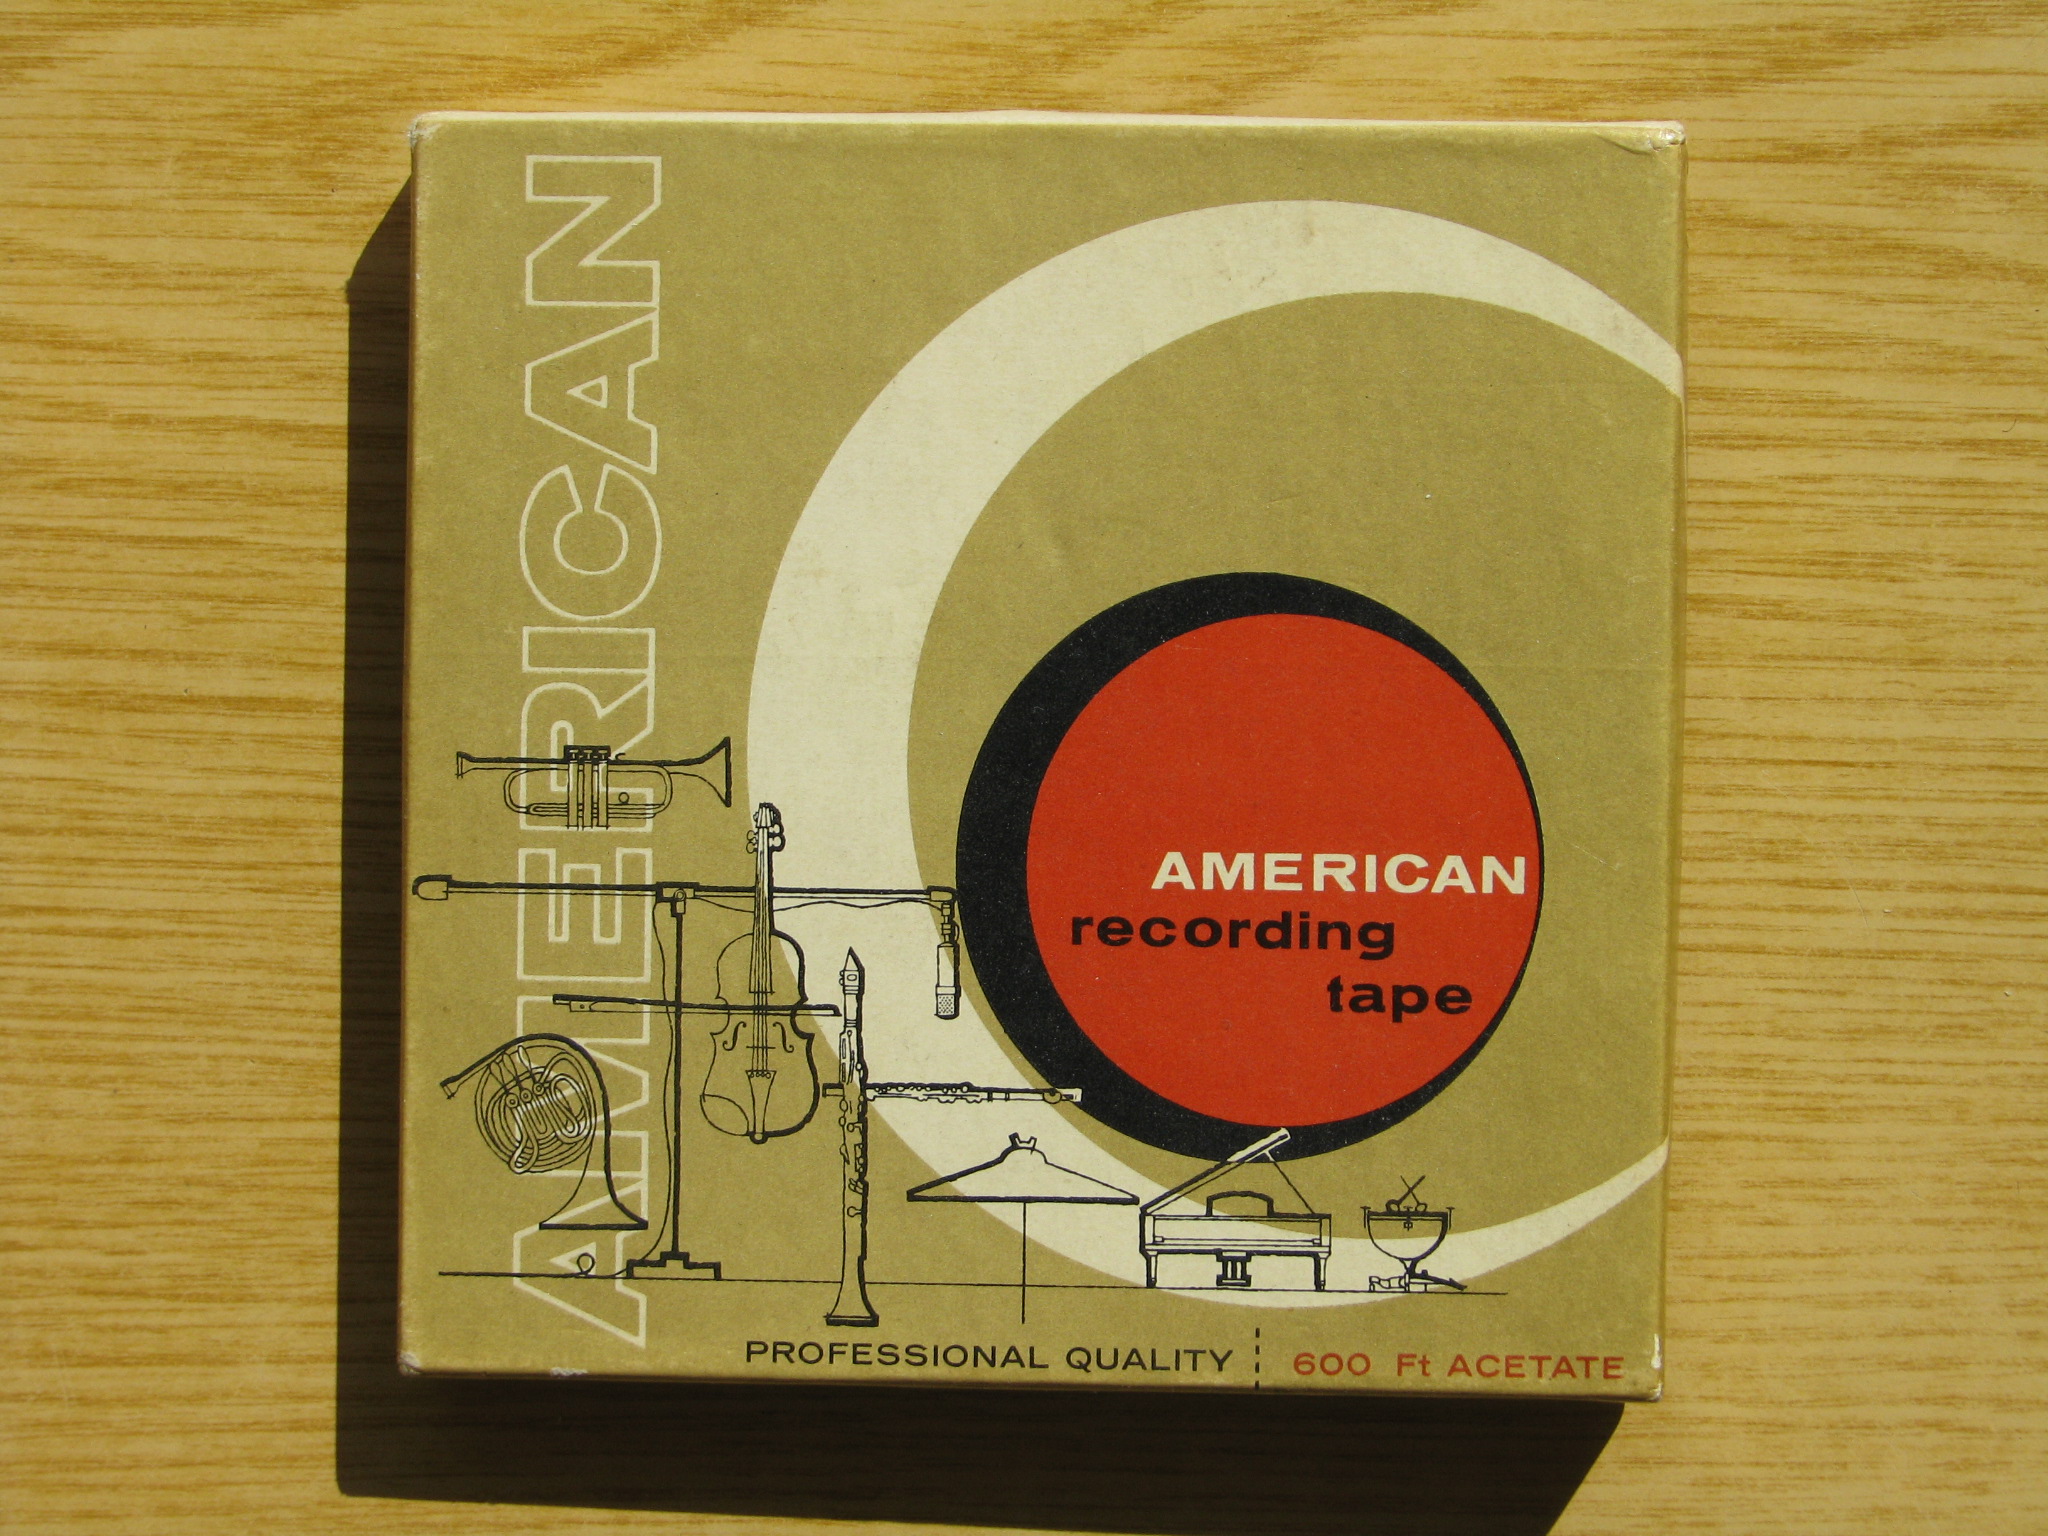 AMERICAN
AMERICAN
recording
tape
PROFESSIONAL QUALITY
600 Ft ACETATE